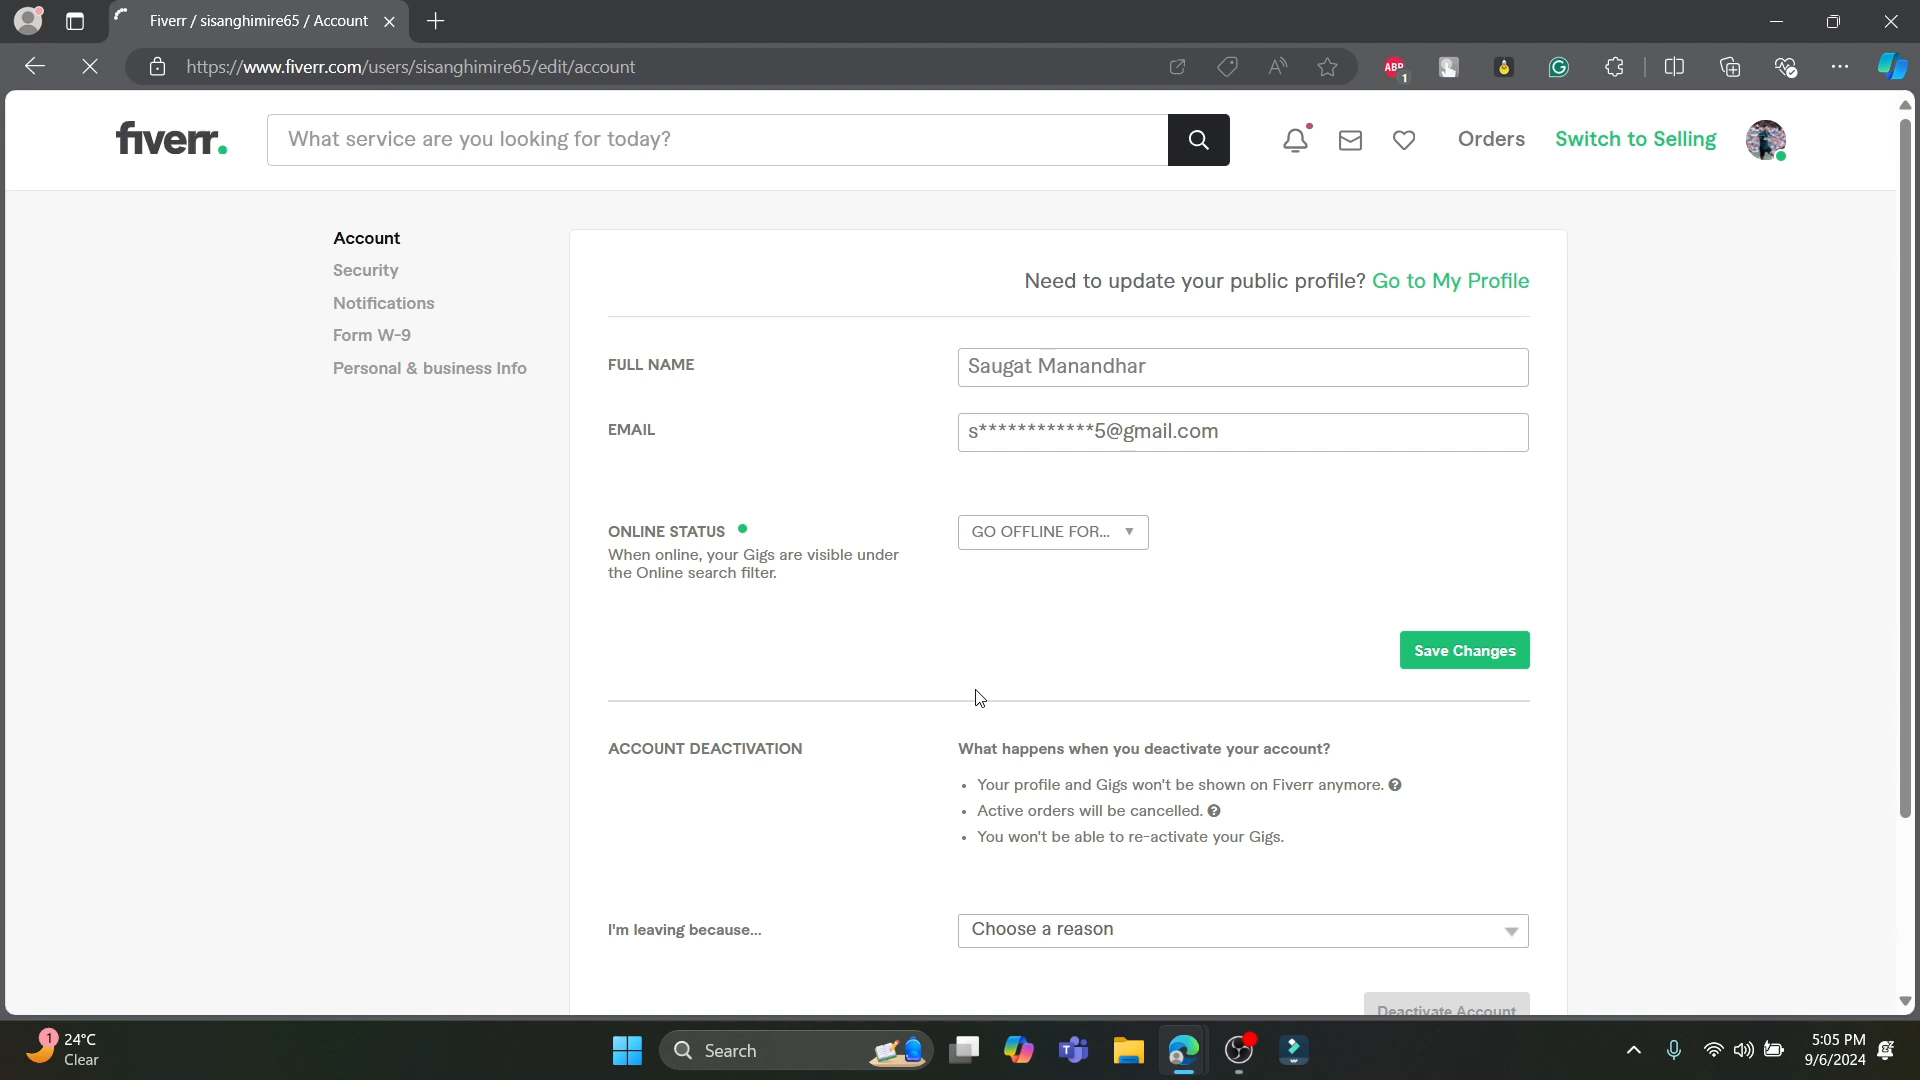 Fiverr / sisanghimire65 / Account
https://www.fiverr.com/users/sisanghimire65/edit/account
ABP
1
fiverr.
What service are you looking for today?
Orders
Switch to Selling
Account
Security
Notifications
Form W-9
Personal & business Info
Need to update your public profile? Go to My Profile
FULL NAME
Saugat Manandhar
EMAIL
s************5@gmail.com
ONLINE STATUS
GO OFFLINE FOR...
When online, your Gigs are visible under
the Online search filter.
Save Changes
ACCOUNT DEACTIVATION
What happens when you deactivate your account?
• Your profile and Gigs won't be shown on Fiverr anymore.
• Active orders will be cancelled.
• You won't be able to re-activate your Gigs.
I'm leaving because...
Choose a reason
Deactivate Account
1
24°C
Clear
Search
5:05 PM
9/6/2024